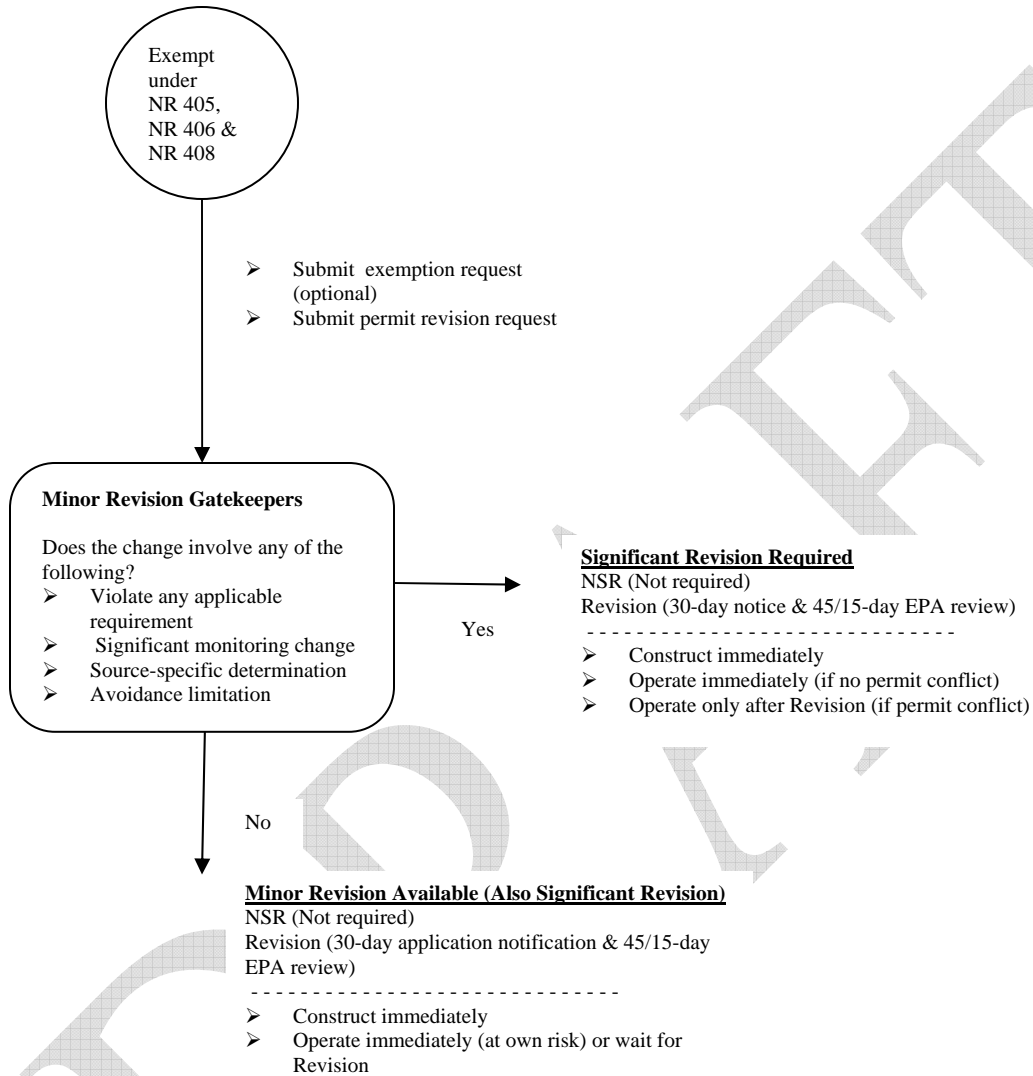 Exempt
under
NR 405,
NR 406 &
NR 408
➢ Submit exemption request
(optional)
➢ Submit permit revision request
Minor Revision Gatekeepers
Does the change involve any of the
following?
➢ Violate any applicable
requirement
➢ Significant monitoring change
➢ Source-specific determination
➢ Avoidance limitation
Yes
Significant Revision Required
NSR (Not required)
Revision (30-day notice & 45/15-day EPA review)
- - - - - - - - - - - - - - - - - - - - - - - - - - - - - -
➢ Construct immediately
➢ Operate immediately (if no permit conflict)
➢ Operate only after Revision (if permit conflict)
No
Minor Revision Available (Also Significant Revision)
NSR (Not required)
Revision (30-day application notification & 45/15-day
EPA review)
- - - - - - - - - - - - - - - - - - - - - - - - - - - - - -
➢ Construct immediately
➢ Operate immediately (at own risk) or wait for
Revision
DRAFT